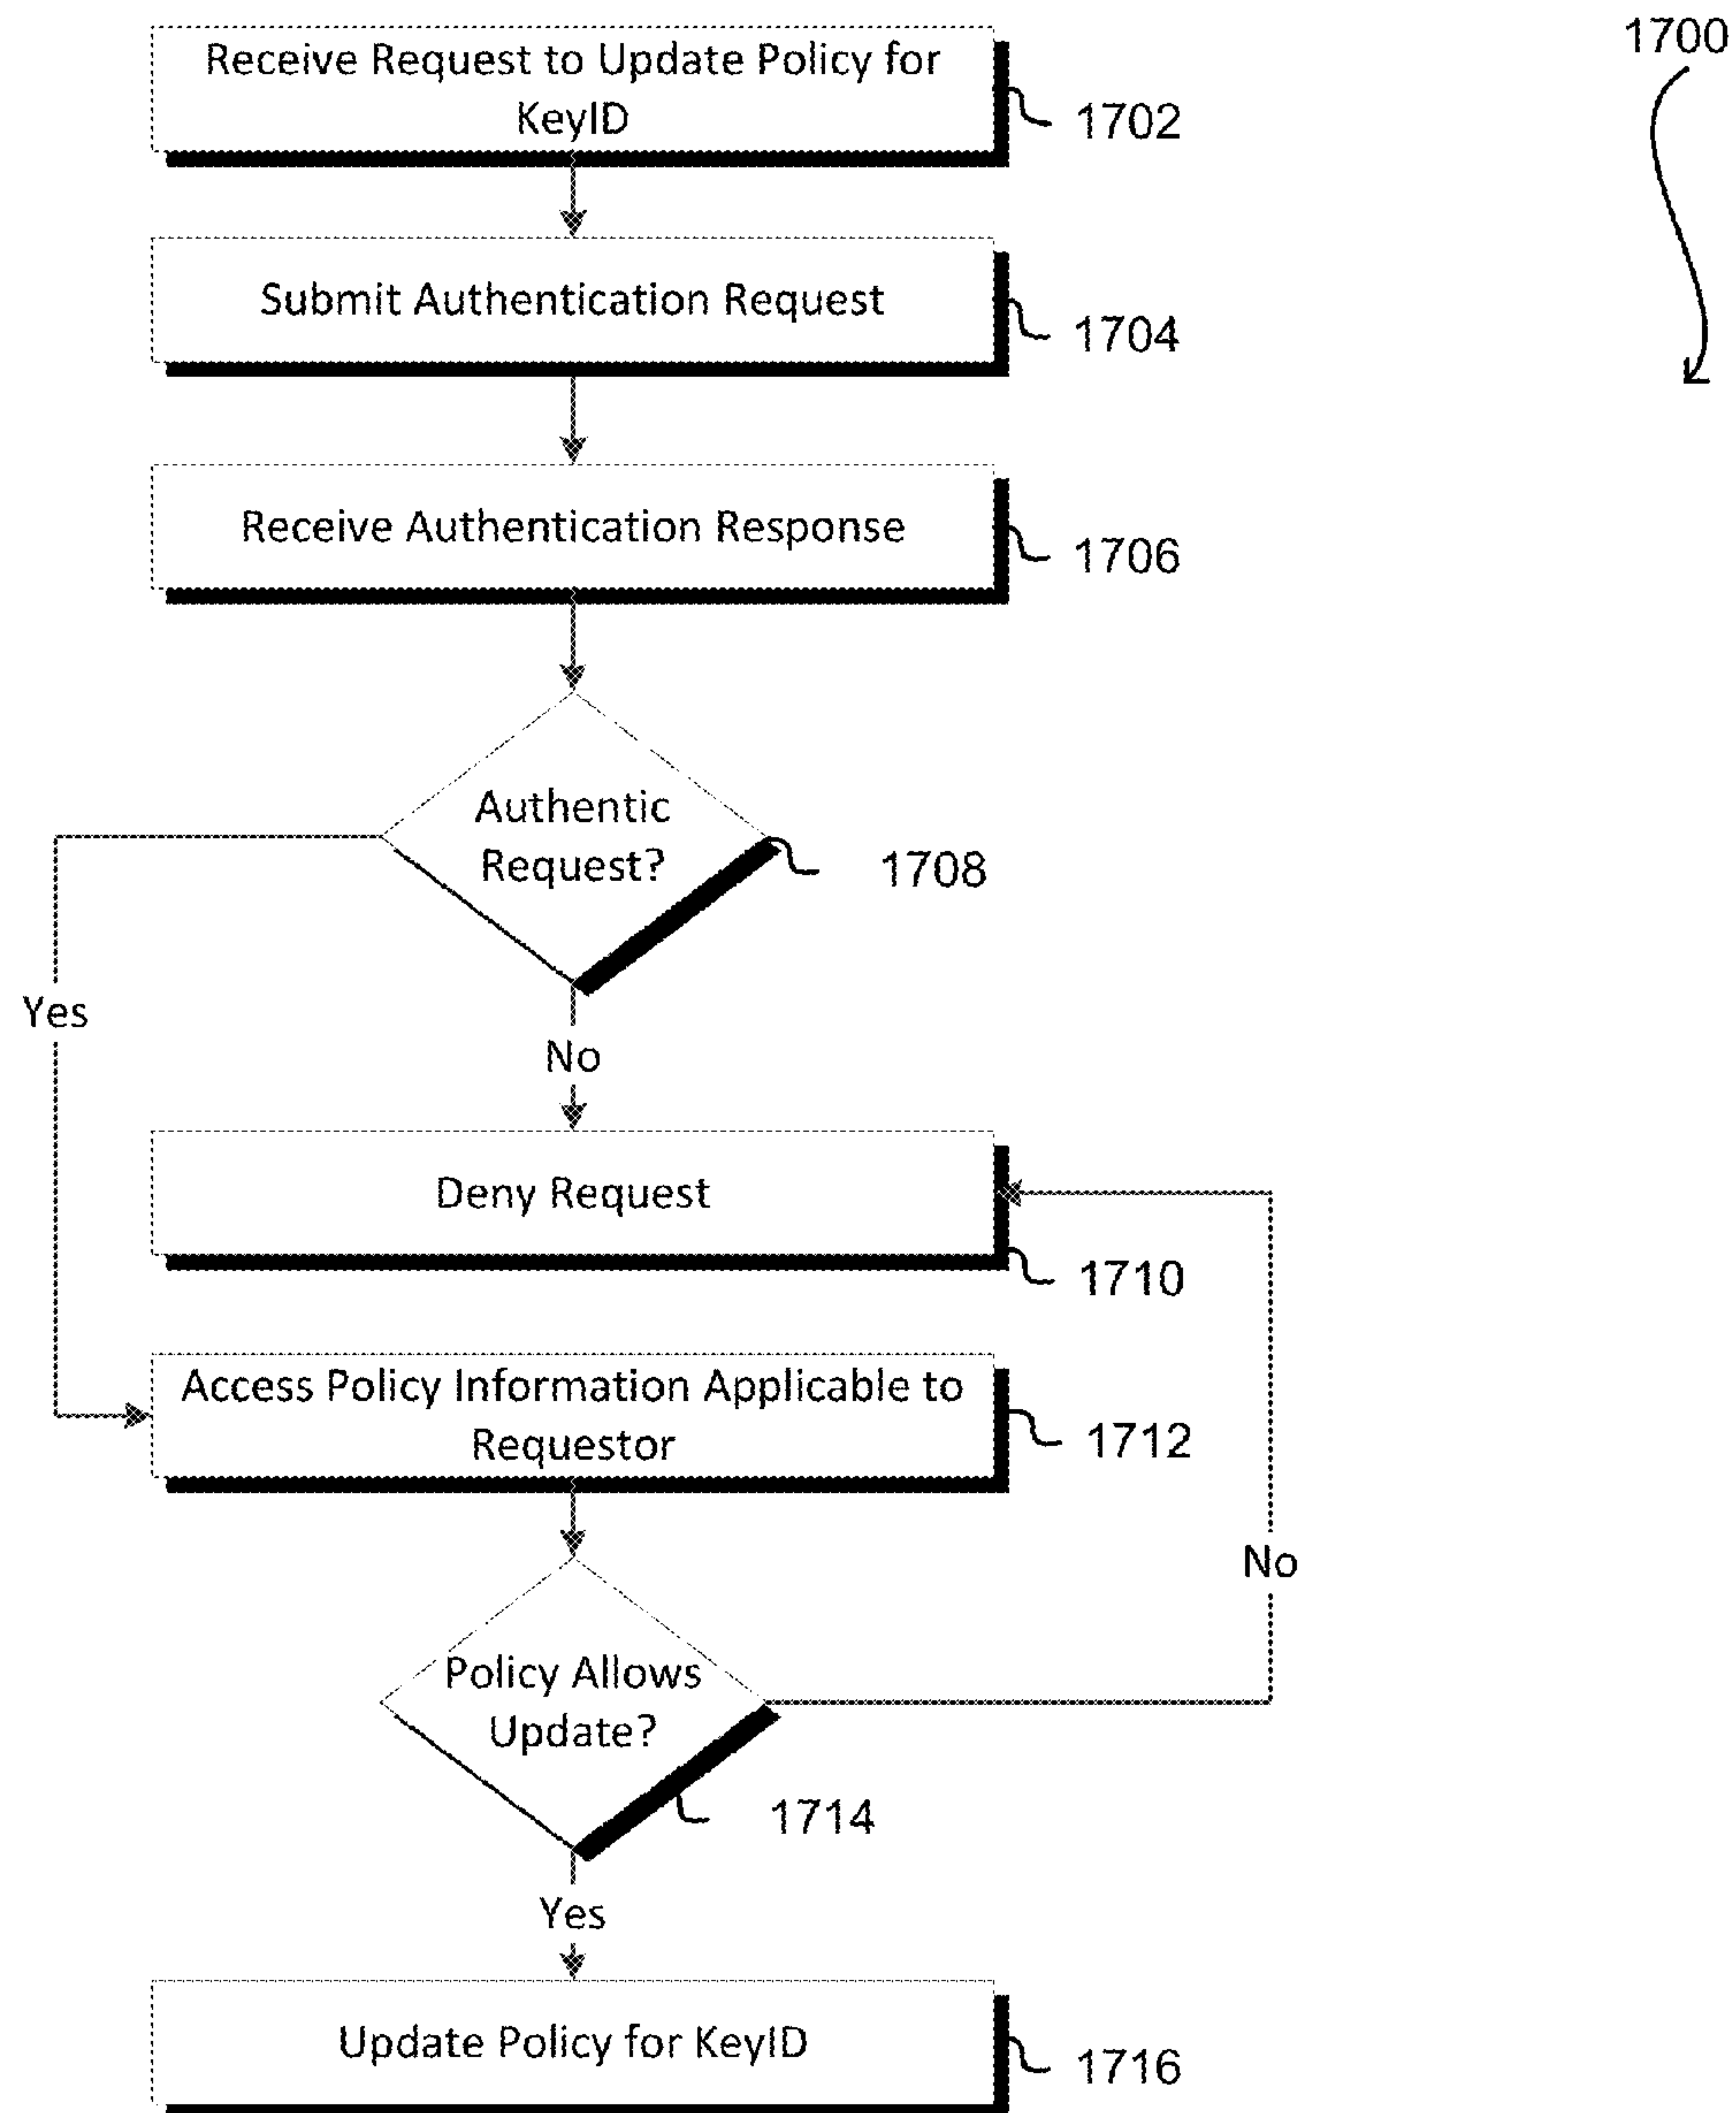 1700
Receive Request to Update Policy for
KeyID
1702
Submit Authentication Request
1704
Receive Authentication Response
1706
Authentic
Request?
1708
Yes
No
Deny Request
1710
Access Policy Information Applicable to
Requestor
1712
No
Policy Allows
Update?
1714
Yes
Update Policy for KeyID
1716